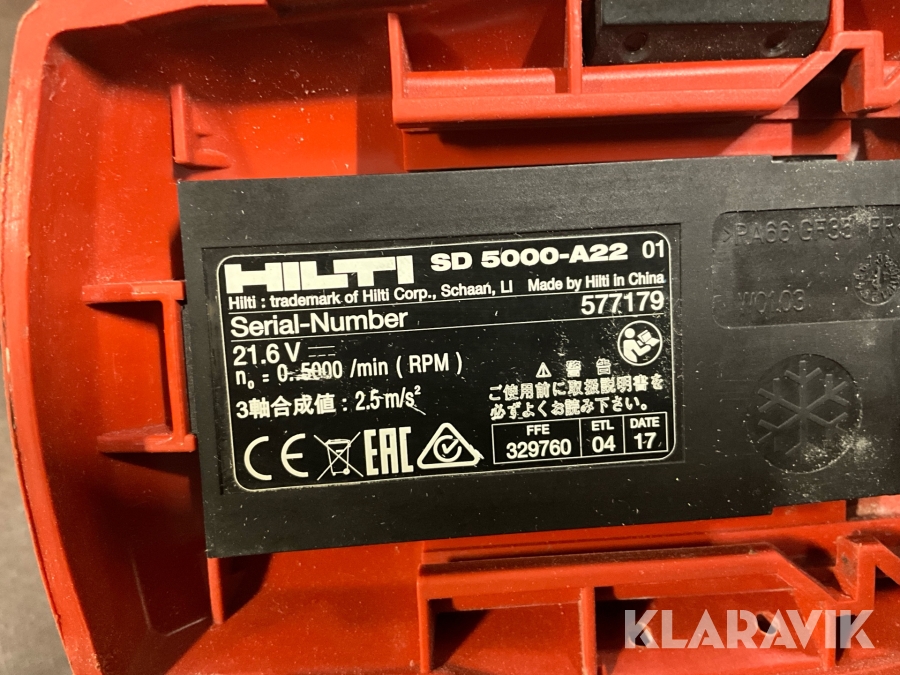 HILTI SD 5000-A22 01
Hilti : trademark of Hilti Corp., Schaan, LI Made by Hilti in China
Serial-Number 577179
21.6 V
n₀ = 0..5000 /min ( RPM )
3軸合成値 : 2.5 m/s²
⚠ 警 告
ご使用前に取扱説明書を
必ずよくお読み下さい。
CE EAC
FFE ETL DATE
329760 04 17
>PA66 GF35 FR
W0103
KLARAVIK